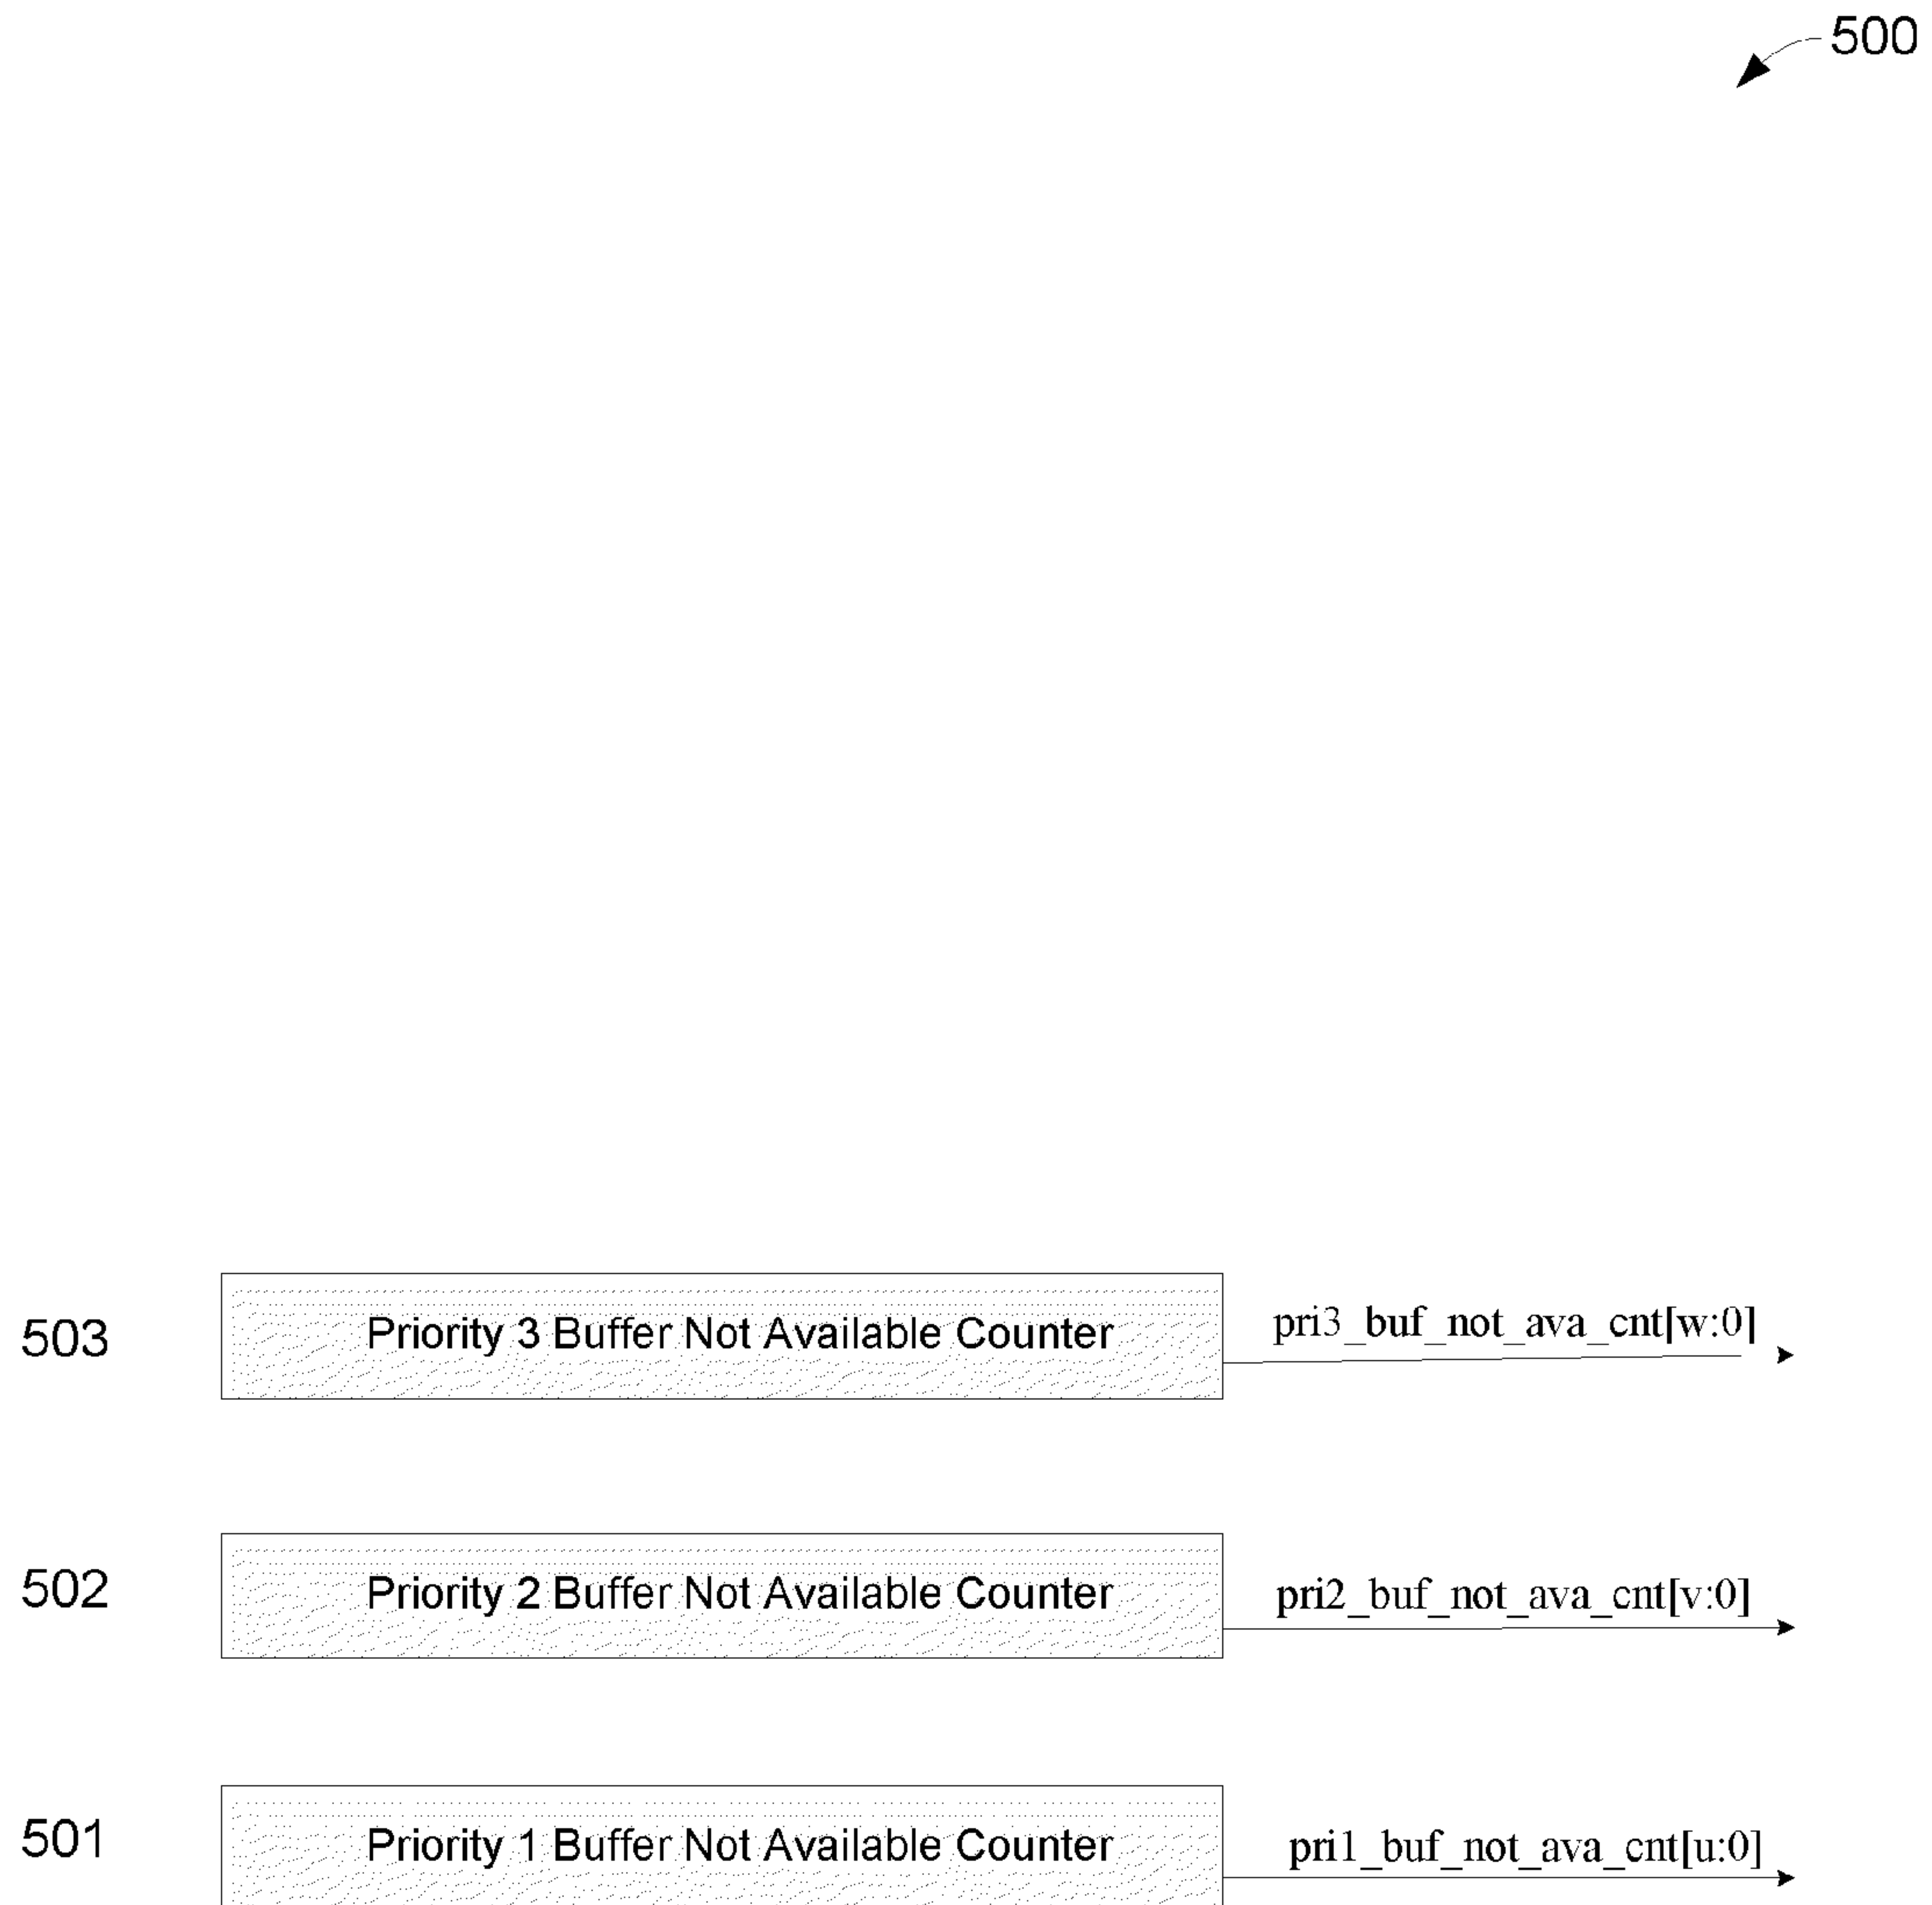 500
503 Priority 3 Buffer Not Available Counter pri3_buf_not_ava_cnt[w:0]
502 Priority 2 Buffer Not Available Counter pri2_buf_not_ava_cnt[v:0]
501 Priority 1 Buffer Not Available Counter pri1_buf_not_ava_cnt[u:0]